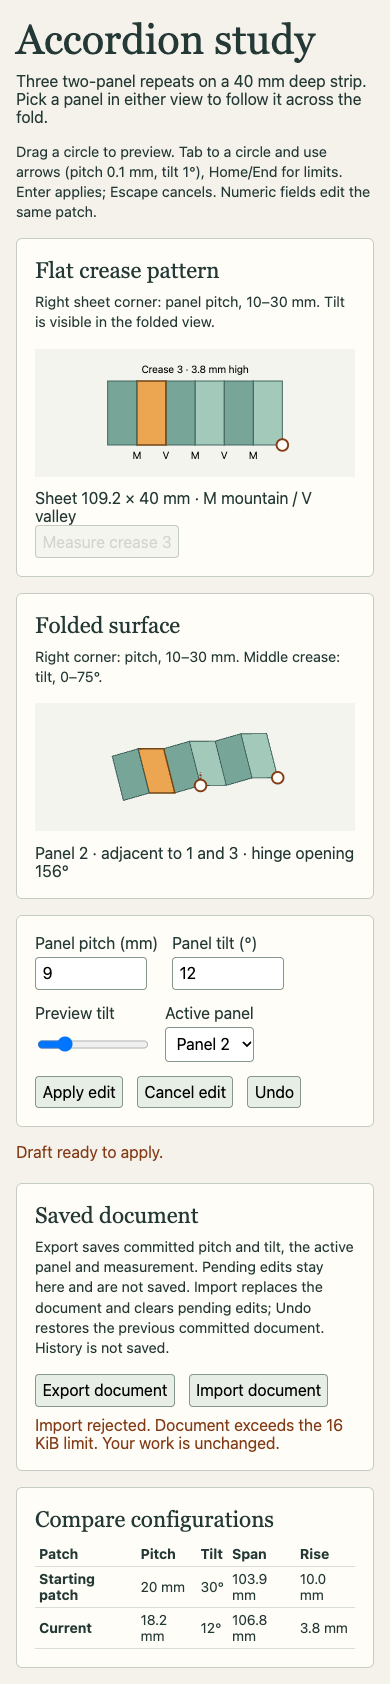 Accordion study
Three two-panel repeats on a 40 mm deep strip.
Pick a panel in either view to follow it across the
fold.
Drag a circle to preview. Tab to a circle and use
arrows (pitch 0.1 mm, tilt 1°), Home/End for limits.
Enter applies; Escape cancels. Numeric fields edit the
same patch.
Flat crease pattern
Right sheet corner: panel pitch, 10–30 mm. Tilt
is visible in the folded view.
Crease 3 · 3.8 mm high
M V M V M
Sheet 109.2 × 40 mm · M mountain / V
valley
Measure crease 3
Folded surface
Right corner: pitch, 10–30 mm. Middle crease:
tilt, 0–75°.
Panel 2 · adjacent to 1 and 3 · hinge opening
156°
Panel pitch (mm) Panel tilt (°)
9 12
Preview tilt Active panel
Panel 2
Apply edit Cancel edit Undo
Draft ready to apply.
Saved document
Export saves committed pitch and tilt, the active
panel and measurement. Pending edits stay
here and are not saved. Import replaces the
document and clears pending edits; Undo
restores the previous committed document.
History is not saved.
Export document Import document
Import rejected. Document exceeds the 16
KiB limit. Your work is unchanged.
Compare configurations
Patch Pitch Tilt Span Rise
Starting patch 20 mm 30° 103.9 mm 10.0 mm
Current 18.2 mm 12° 106.8 mm 3.8 mm